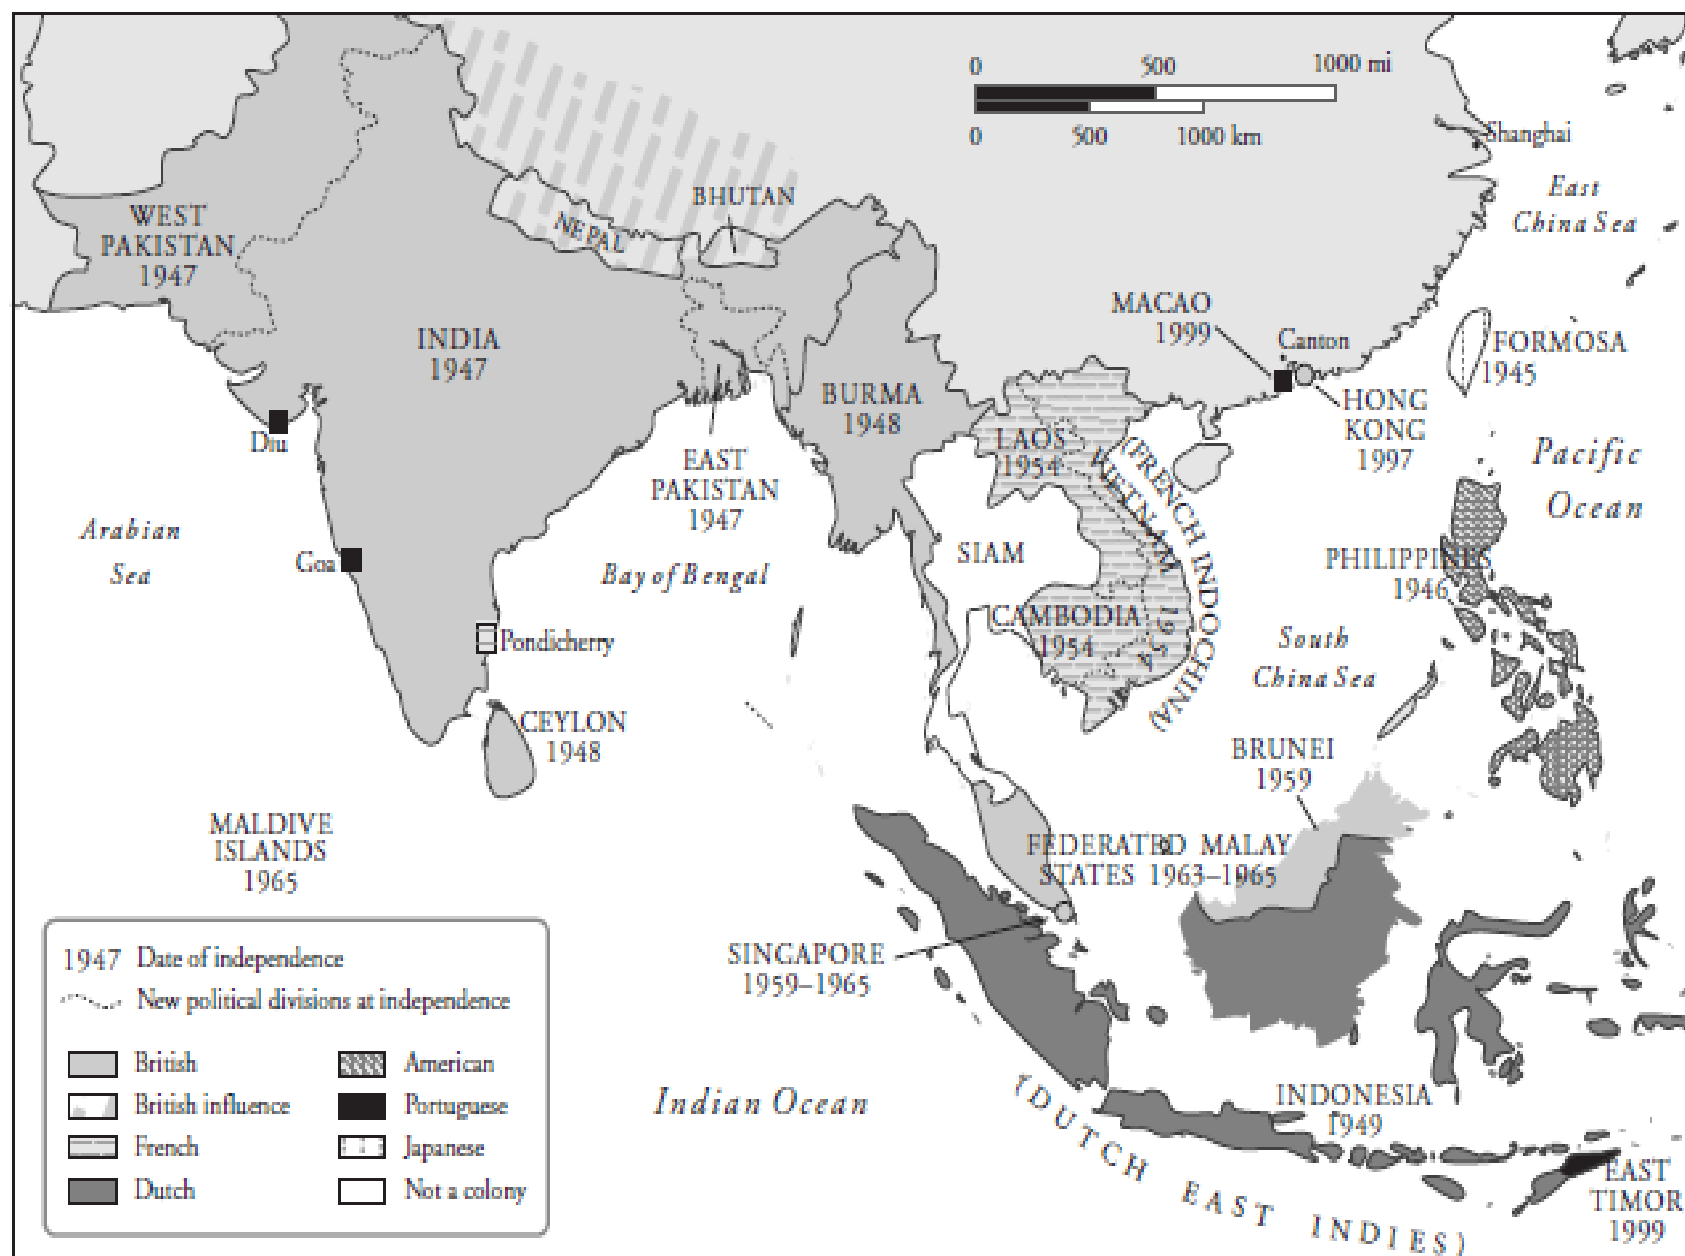 0 500 1000 mi
0 500 1000 km
Shanghai
East
China Sea
BHUTAN
NEPAL
WEST
PAKISTAN
1947
INDIA
1947
MACAO
1999
Canton
FORMOSA
1945
HONG
KONG
1997
BURMA
1948
LAOS
1954
VIETNAM
1954
(FRENCH INDOCHINA)
Pacific
Ocean
Diu
EAST
PAKISTAN
1947
Arabian
Sea
Goa
Bay of Bengal
SIAM
PHILIPPINES
1946
CAMBODIA
1954
Pondicherry
South
China Sea
CEYLON
1948
BRUNEI
1959
MALDIVE
ISLANDS
1965
FEDERATED MALAY
STATES 1963–1965
SINGAPORE
1959–1965
Indian Ocean
INDONESIA
1949
(DUTCH EAST INDIES)
EAST
TIMOR
1999
1947 Date of independence
New political divisions at independence
British
British influence
French
Dutch
American
Portuguese
Japanese
Not a colony